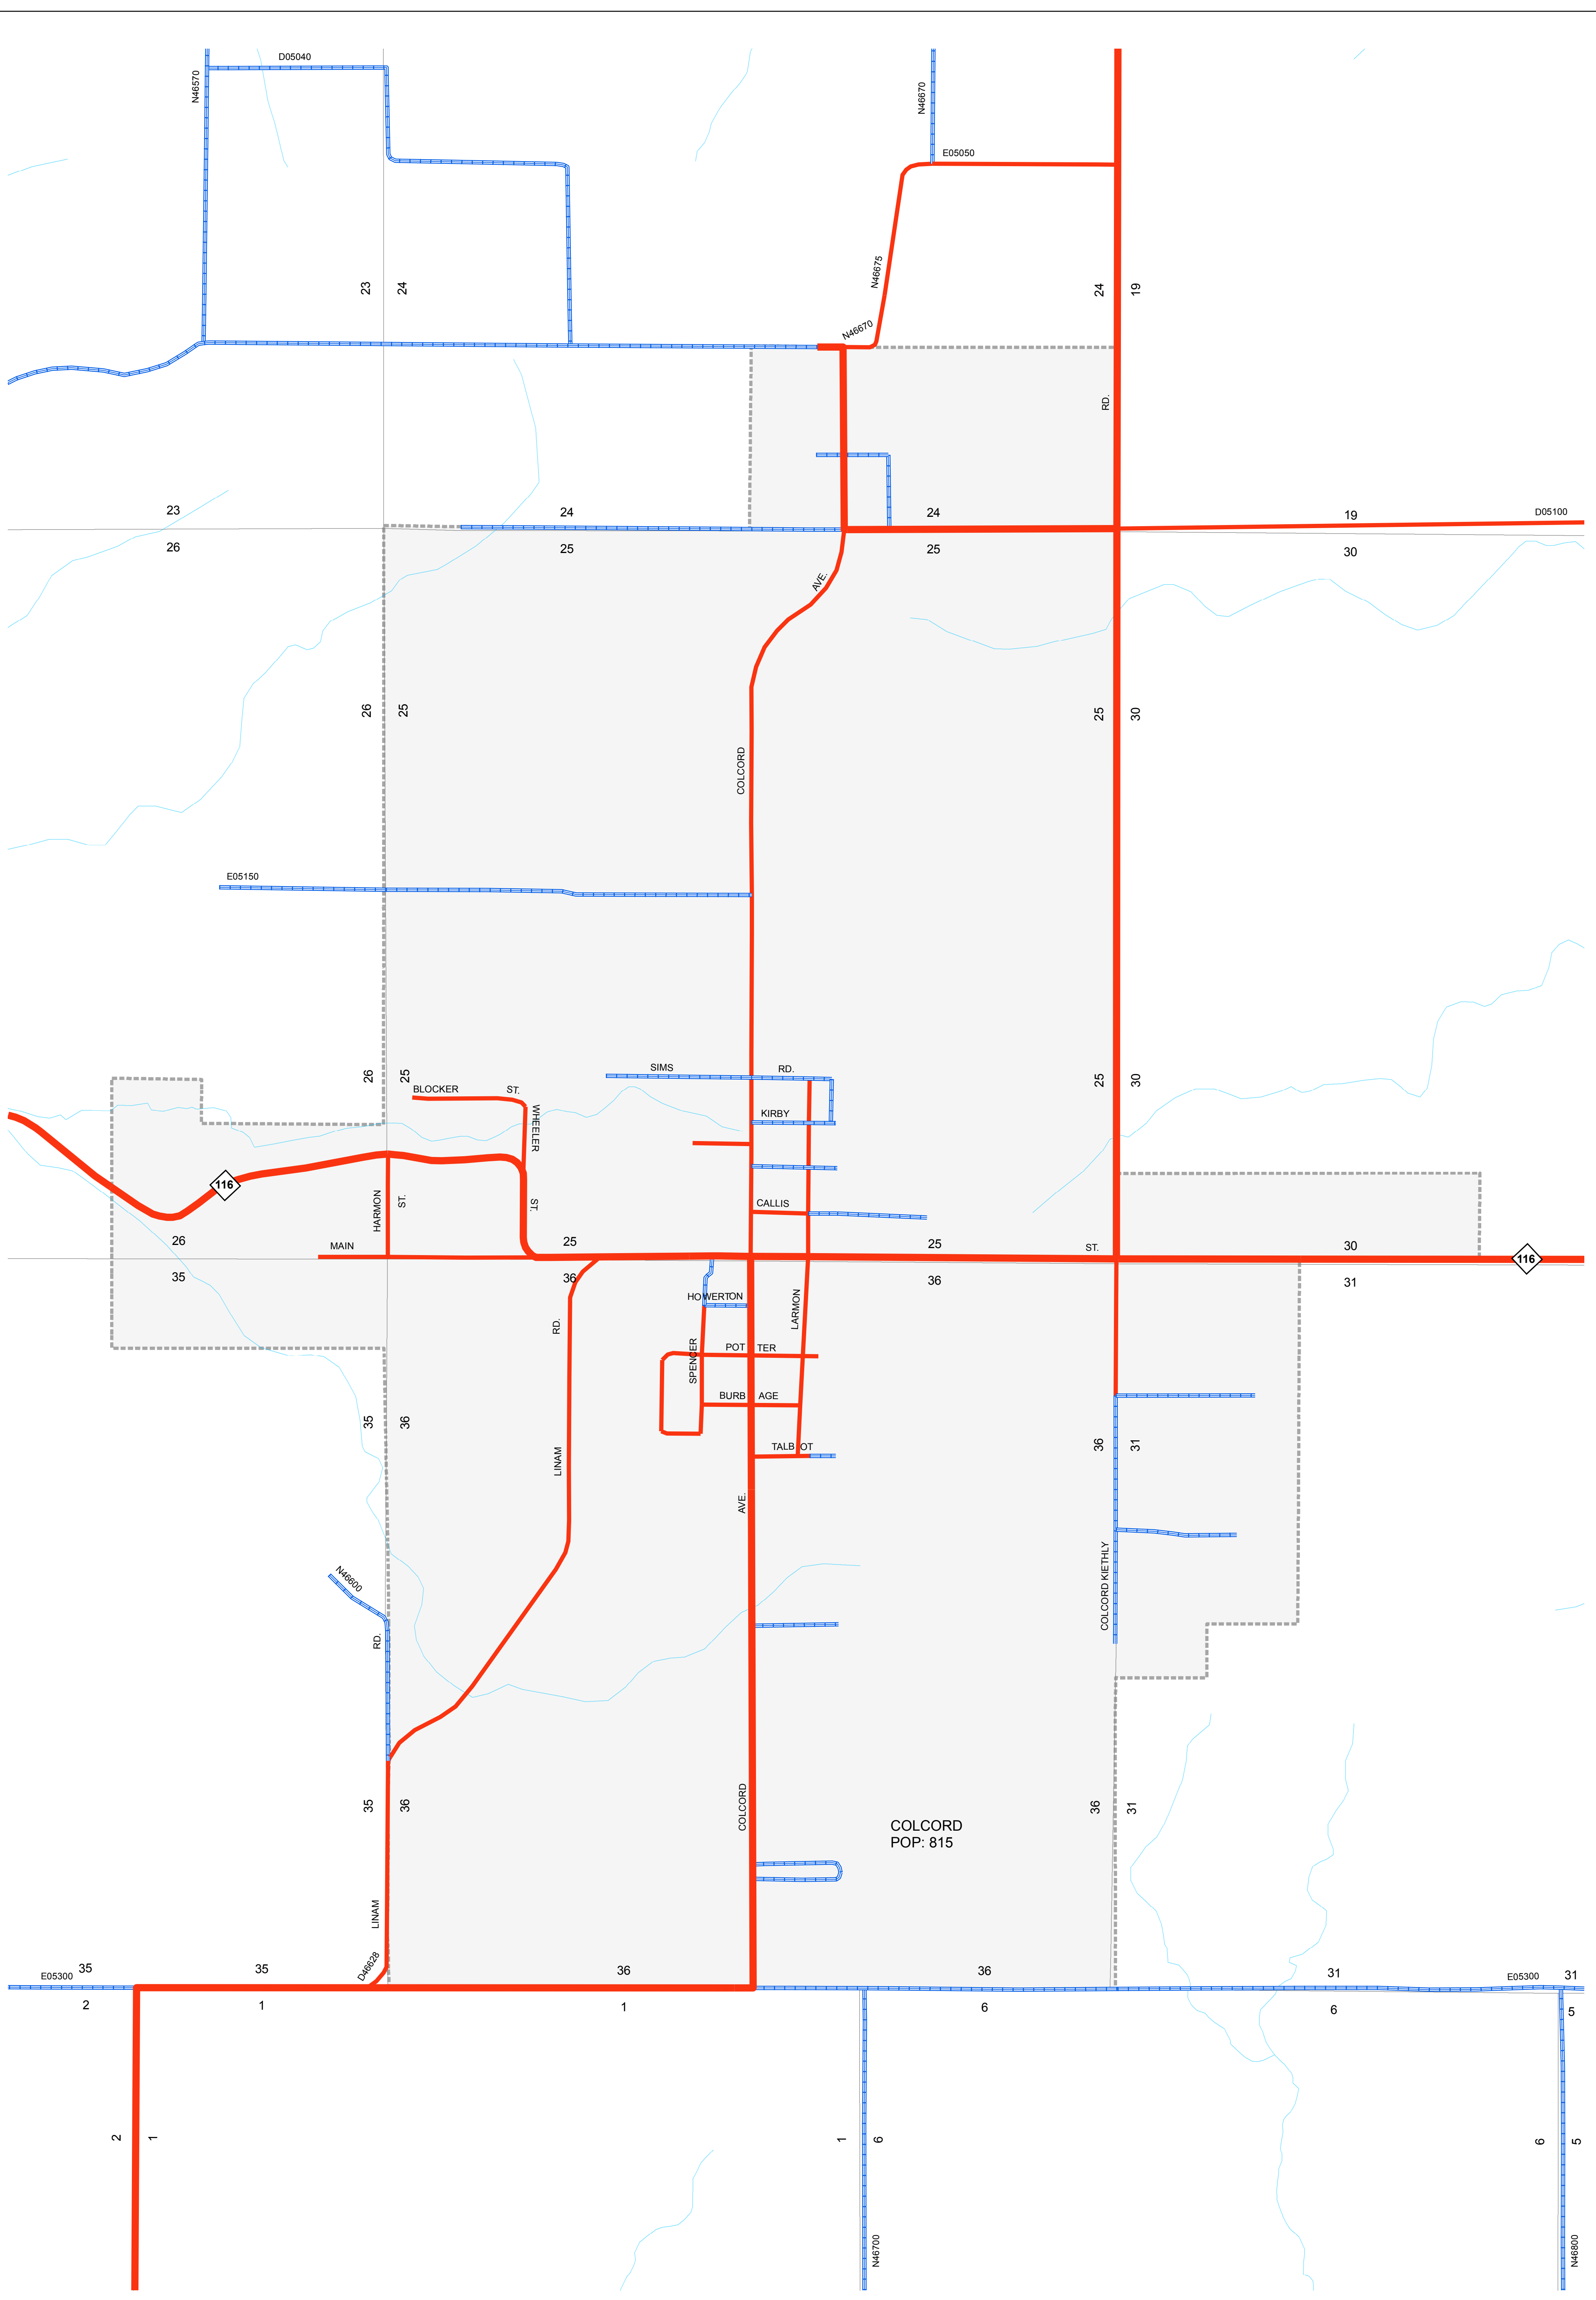 D05040
N46570
N46670
E05050
N46675
23
24
24
19
N46670
RD.
23
24
24
19
D05100
26
25
25
30
AVE.
26
25
25
30
COLCORD
E05150
SIMS
RD.
26
25
25
30
BLOCKER
ST.
WHEELER
KIRBY
116
HARMON
ST.
ST.
CALLIS
MAIN
26
25
25
ST.
30
116
35
36
36
31
HOWERTON
LARMON
RD.
SPENCER
POT TER
BURB AGE
35
36
LINAM
TALB OT
36
31
AVE.
N46600
RD.
COLCORD KIETHLY
35
36
COLCORD
COLCORD
POP: 815
36
31
LINAM
D46628
E05300
35
35
36
36
31
E05300
31
2
1
1
6
6
5
2
1
1
6
6
5
N46700
N46800